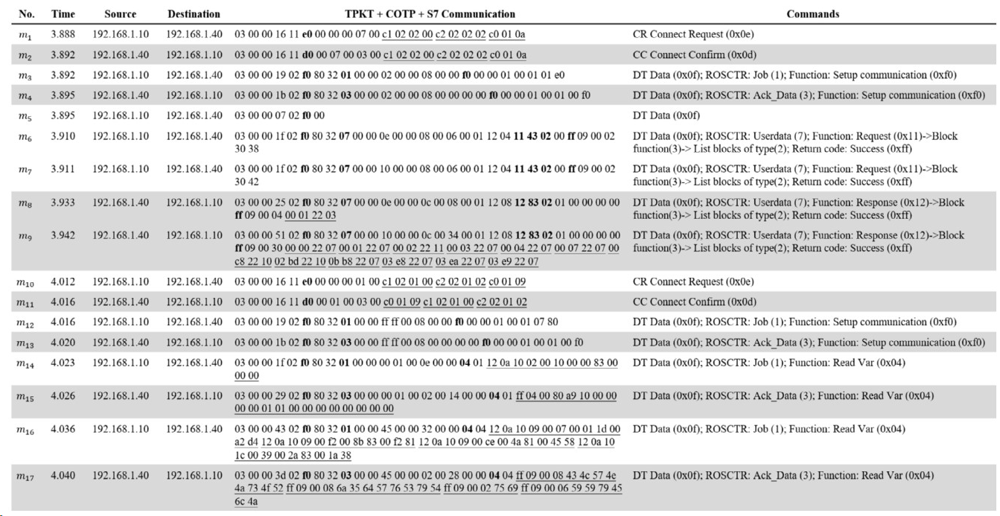 No. Time Source Destination TPKT + COTP + S7 Communication Commands
m1 3.888 192.168.1.10 192.168.1.40 03 00 00 16 11 e0 00 00 00 07 00 c1 02 02 00 c2 02 02 02 c0 01 0a CR Connect Request (0x0e)
m2 3.892 192.168.1.40 192.168.1.10 03 00 00 16 11 d0 00 07 00 03 00 c1 02 02 00 c2 02 02 02 c0 01 0a CC Connect Confirm (0x0d)
m3 3.892 192.168.1.10 192.168.1.40 03 00 00 19 02 f0 80 32 01 00 00 02 00 00 08 00 00 f0 00 00 01 00 01 01 e0 DT Data (0x0f); ROSCTR: Job (1); Function: Setup communication (0xf0)
m4 3.895 192.168.1.40 192.168.1.10 03 00 00 1b 02 f0 80 32 03 00 00 02 00 00 08 00 00 00 00 f0 00 00 01 00 01 00 f0 DT Data (0x0f); ROSCTR: Ack_Data (3); Function: Setup communication (0xf0)
m5 3.895 192.168.1.10 192.168.1.40 03 00 00 07 02 f0 00 DT Data (0x0f)
m6 3.910 192.168.1.10 192.168.1.40 03 00 00 1f 02 f0 80 32 07 00 00 0e 00 00 08 00 06 00 01 12 04 11 43 02 00 ff 09 00 02 DT Data (0x0f); ROSCTR: Userdata (7); Function: Request (0x11)->Block
30 38 function(3)-> List blocks of type(2); Return code: Success (0xff)
m7 3.911 192.168.1.10 192.168.1.40 03 00 00 1f 02 f0 80 32 07 00 00 10 00 00 08 00 06 00 01 12 04 11 43 02 00 ff 09 00 02 DT Data (0x0f); ROSCTR: Userdata (7); Function: Request (0x11)->Block
30 42 function(3)-> List blocks of type(2); Return code: Success (0xff)
m8 3.933 192.168.1.40 192.168.1.10 03 00 00 25 02 f0 80 32 07 00 00 0e 00 00 0c 00 08 00 01 12 08 12 83 02 01 00 00 00 00 DT Data (0x0f); ROSCTR: Userdata (7); Function: Response (0x12)->Block
ff 09 00 04 00 01 22 03 function(3)-> List blocks of type(2); Return code: Success (0xff)
m9 3.942 192.168.1.40 192.168.1.10 03 00 00 51 02 f0 80 32 07 00 00 10 00 00 0c 00 34 00 01 12 08 12 83 02 01 00 00 00 00 DT Data (0x0f); ROSCTR: Userdata (7); Function: Response (0x12)->Block
ff 09 00 30 00 00 22 07 00 01 22 07 00 02 22 11 00 03 22 07 00 04 22 07 00 07 22 07 00 function(3)-> List blocks of type(2); Return code: Success (0xff)
c8 22 10 02 bd 22 10 0b b8 22 07 03 e8 22 07 03 ea 22 07 03 e9 22 07
m10 4.012 192.168.1.10 192.168.1.40 03 00 00 16 11 e0 00 00 00 01 00 c1 02 01 00 c2 02 01 02 c0 01 09 CR Connect Request (0x0e)
m11 4.016 192.168.1.40 192.168.1.10 03 00 00 16 11 d0 00 01 00 03 00 c0 01 09 c1 02 01 00 c2 02 01 02 CC Connect Confirm (0x0d)
m12 4.016 192.168.1.10 192.168.1.40 03 00 00 19 02 f0 80 32 01 00 00 ff ff 00 08 00 00 f0 00 00 01 00 01 07 80 DT Data (0x0f); ROSCTR: Job (1); Function: Setup communication (0xf0)
m13 4.020 192.168.1.40 192.168.1.10 03 00 00 1b 02 f0 80 32 03 00 00 ff ff 00 08 00 00 00 00 f0 00 00 01 00 01 00 f0 DT Data (0x0f); ROSCTR: Ack_Data (3); Function: Setup communication (0xf0)
m14 4.023 192.168.1.10 192.168.1.40 03 00 00 1f 02 f0 80 32 01 00 00 00 01 00 0e 00 00 04 01 12 0a 10 02 00 10 00 00 83 00 DT Data (0x0f); ROSCTR: Job (1); Function: Read Var (0x04)
00 00
m15 4.026 192.168.1.40 192.168.1.10 03 00 00 29 02 f0 80 32 03 00 00 00 01 00 02 00 14 00 00 04 01 ff 04 00 80 a9 10 00 00 DT Data (0x0f); ROSCTR: Ack_Data (3); Function: Read Var (0x04)
00 00 01 01 00 00 00 00 00 00 00 00
m16 4.036 192.168.1.10 192.168.1.40 03 00 00 43 02 f0 80 32 01 00 00 45 00 00 32 00 00 04 04 12 0a 10 09 00 07 00 01 1d 00 DT Data (0x0f); ROSCTR: Job (1); Function: Read Var (0x04)
a2 d4 12 0a 10 09 00 f2 00 8b 83 00 f2 81 12 0a 10 09 00 ce 00 4a 81 00 45 58 12 0a 10
1c 00 39 00 2a 83 00 1a 38
m17 4.040 192.168.1.40 192.168.1.10 03 00 00 3d 02 f0 80 32 03 00 00 45 00 00 02 00 28 00 00 04 04 ff 09 00 08 43 4c 57 4e DT Data (0x0f); ROSCTR: Ack_Data (3); Function: Read Var (0x04)
4a 73 4f 52 ff 09 00 08 6a 35 64 57 76 53 79 54 ff 09 00 02 75 69 ff 09 00 06 59 59 79 45
6c 4a